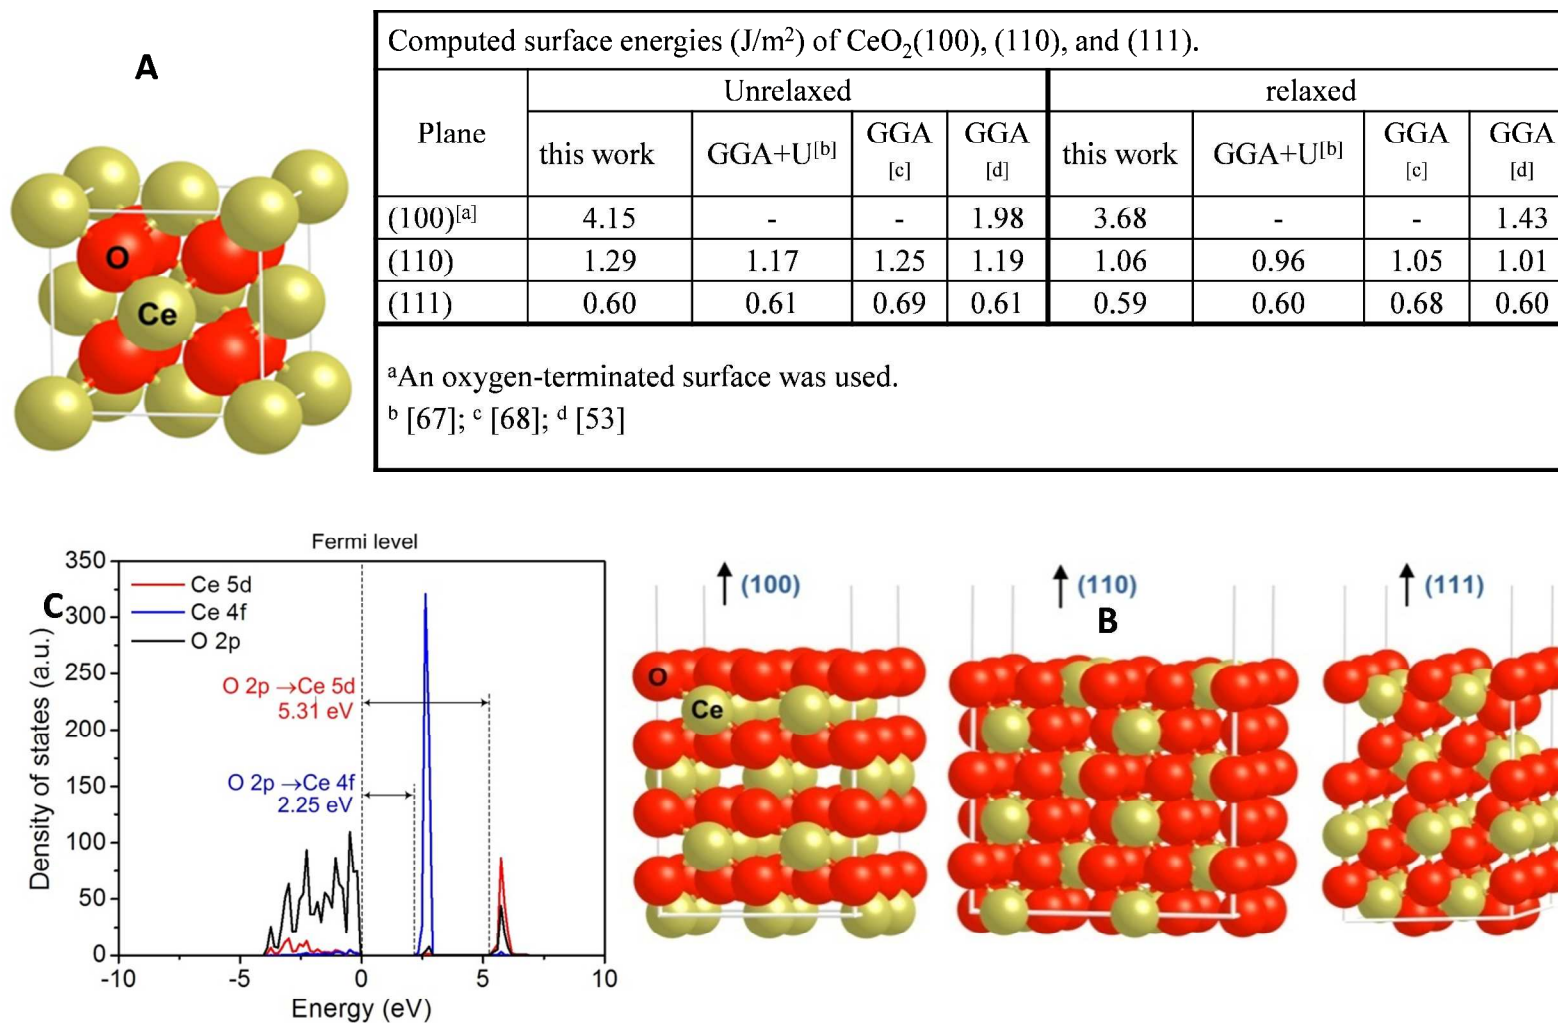 A
O
Ce
Computed surface energies (J/m²) of CeO₂(100), (110), and (111).
Plane Unrelaxed relaxed
this work GGA+U[b] GGA [c] GGA [d] this work GGA+U[b] GGA [c] GGA [d]
(100)[a] 4.15 - - 1.98 3.68 - - 1.43
(110) 1.29 1.17 1.25 1.19 1.06 0.96 1.05 1.01
(111) 0.60 0.61 0.69 0.61 0.59 0.60 0.68 0.60
ᵃAn oxygen-terminated surface was used.
ᵇ [67]; ᶜ [68]; ᵈ [53]
C
Fermi level
Ce 5d
Ce 4f
O 2p
O 2p →Ce 5d
5.31 eV
O 2p →Ce 4f
2.25 eV
Density of states (a.u.)
350
300
250
200
150
100
50
0
-10 -5 0 5 10
Energy (eV)
B
(100)
(110)
(111)
O
Ce